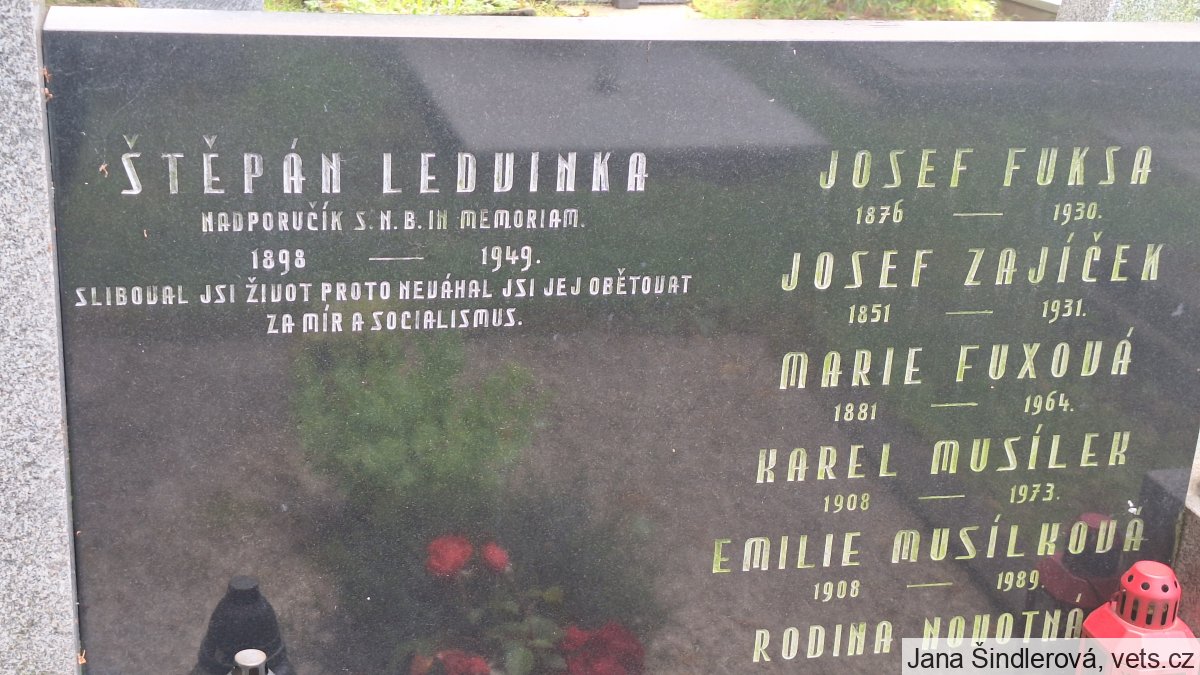 ŠTĚPÁN LEDVINKA
NADPORUČÍK S.N.B. IN MEMORIAM.
1898 — 1949.
SLIBOVAL JSI ŽIVOT PROTO NEVÁHAL JSI JEJ OBĚTOVAT
ZA MÍR A SOCIALISMUS.
JOSEF FUKSA
1876 — 1930.
JOSEF ZAJÍČEK
1851 — 1931.
MARIE FUXOVÁ
1881 — 1964.
KAREL MUSÍLEK
1908 — 1973.
EMILIE MUSÍLKOVÁ
1908 — 1989.
RODINA NOVOTNÁ
Jana Šindlerová, vets.cz